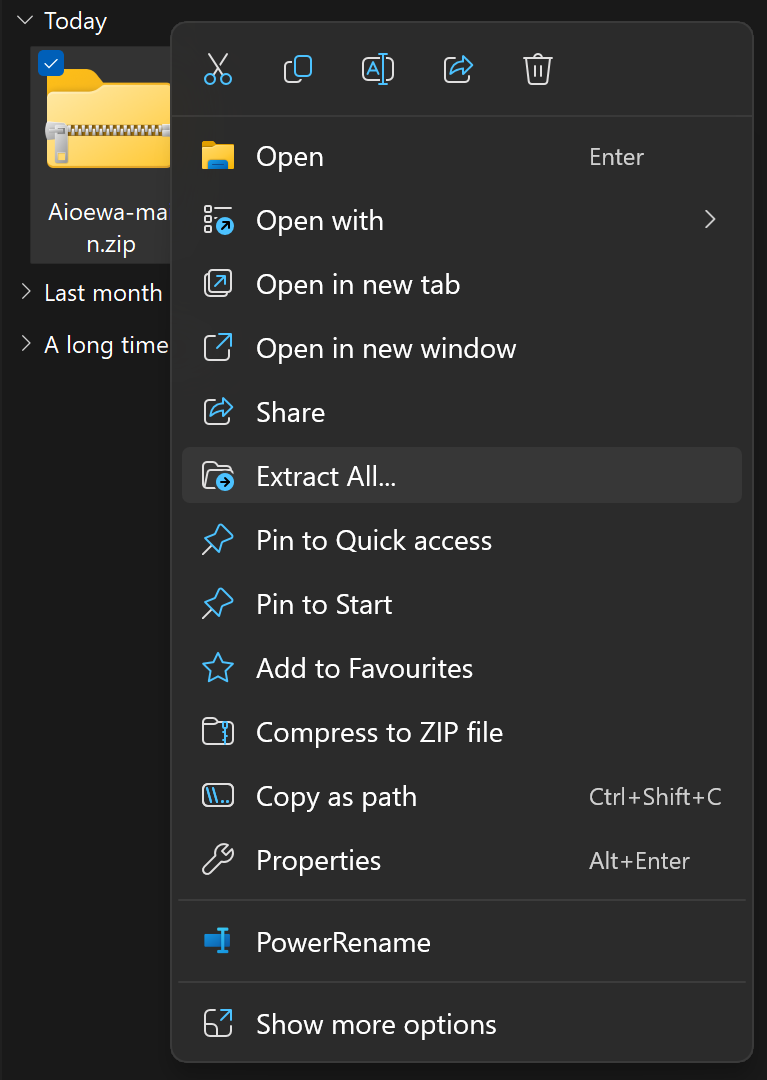 Today
Aioewa-ma
n.zip
Last month
A long time
A
Open Enter
Open with
Open in new tab
Open in new window
Share
Extract All...
Pin to Quick access
Pin to Start
Add to Favourites
Compress to ZIP file
Copy as path Ctrl+Shift+C
Properties Alt+Enter
PowerRename
Show more options